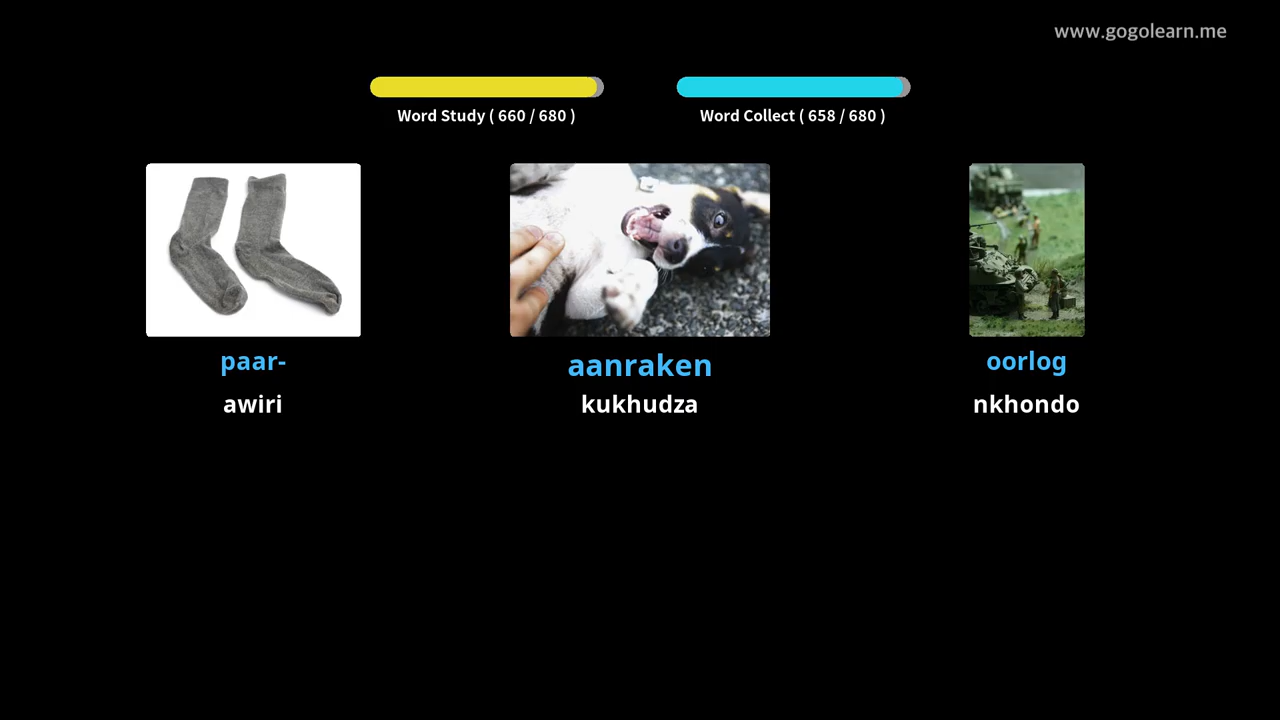 www.gogolearn.me
Word Study ( 660 / 680 )
Word Collect ( 658 / 680 )
paar-
aanraken
oorlog
awiri
kukhudza
nkhondo